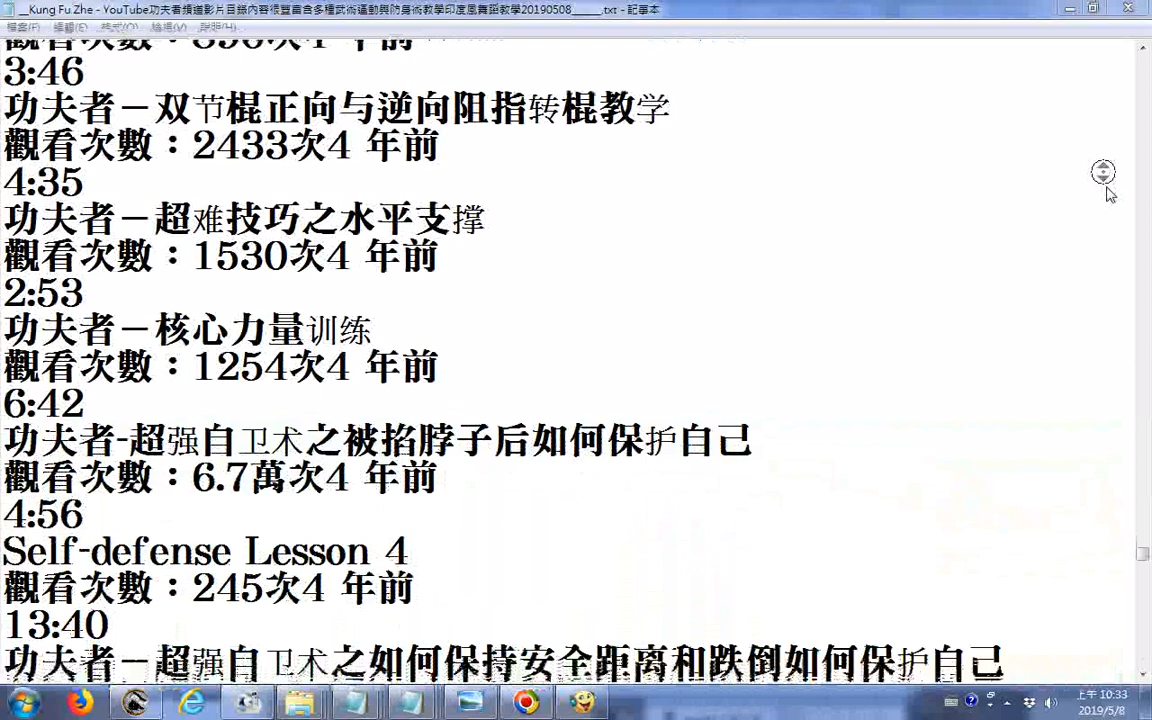 __Kung Fu Zhe - YouTube功夫者頻道影片目錄內容很豐富含多種武術運動與防身術教學印度風舞蹈教學20190508_____.txt - 記事本
檔案(F) 編輯(E) 格式(O) 檢視(V) 說明(H)
3:46
功夫者－双节棍正向与逆向阻指转棍教学
觀看次數：2433次4 年前
4:35
功夫者－超难技巧之水平支撑
觀看次數：1530次4 年前
2:53
功夫者－核心力量训练
觀看次數：1254次4 年前
6:42
功夫者-超强自卫术之被掐脖子后如何保护自己
觀看次數：6.7萬次4 年前
4:56
Self-defense Lesson 4
觀看次數：245次4 年前
13:40
功夫者－超强自卫术之如何保持安全距离和跌倒如何保护自己
上午 10:33
2019/5/8